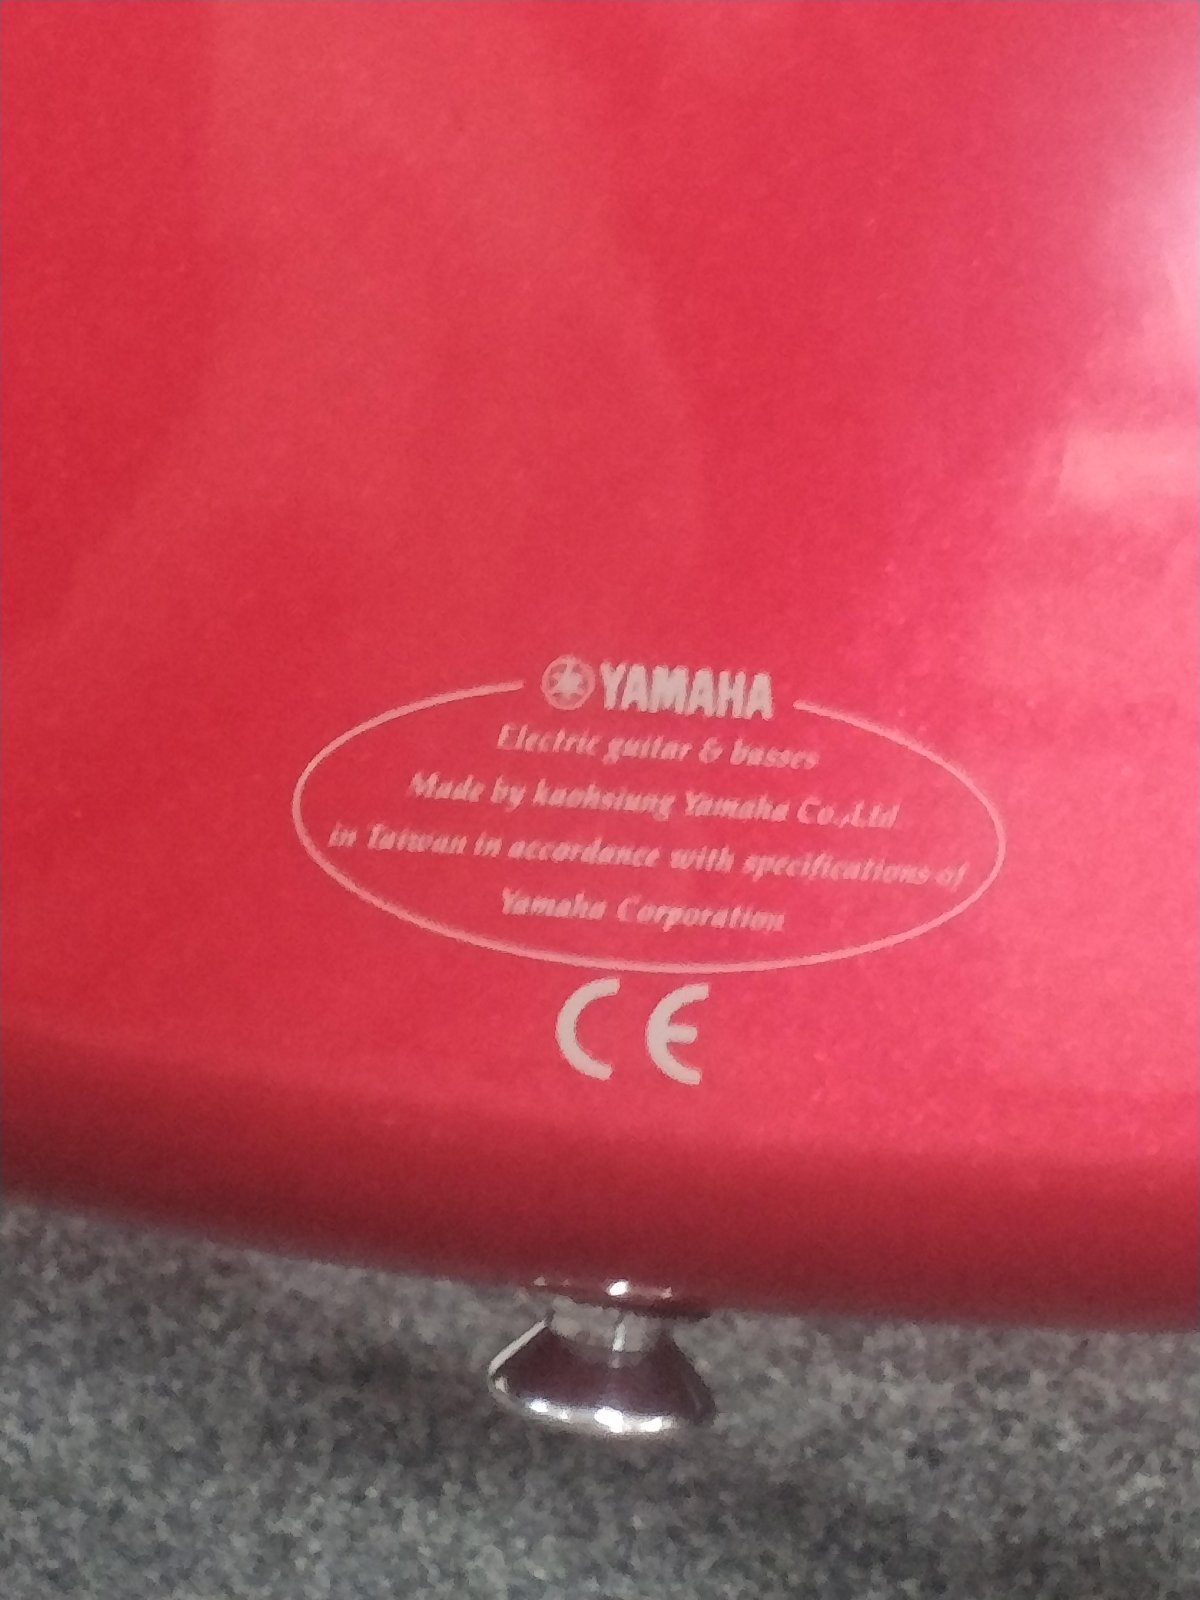 YAMAHA
Electric guitar & basses
Made by kaohsiung Yamaha Co.,Ltd
in Taiwan in accordance with specifications of
Yamaha Corporation
CE